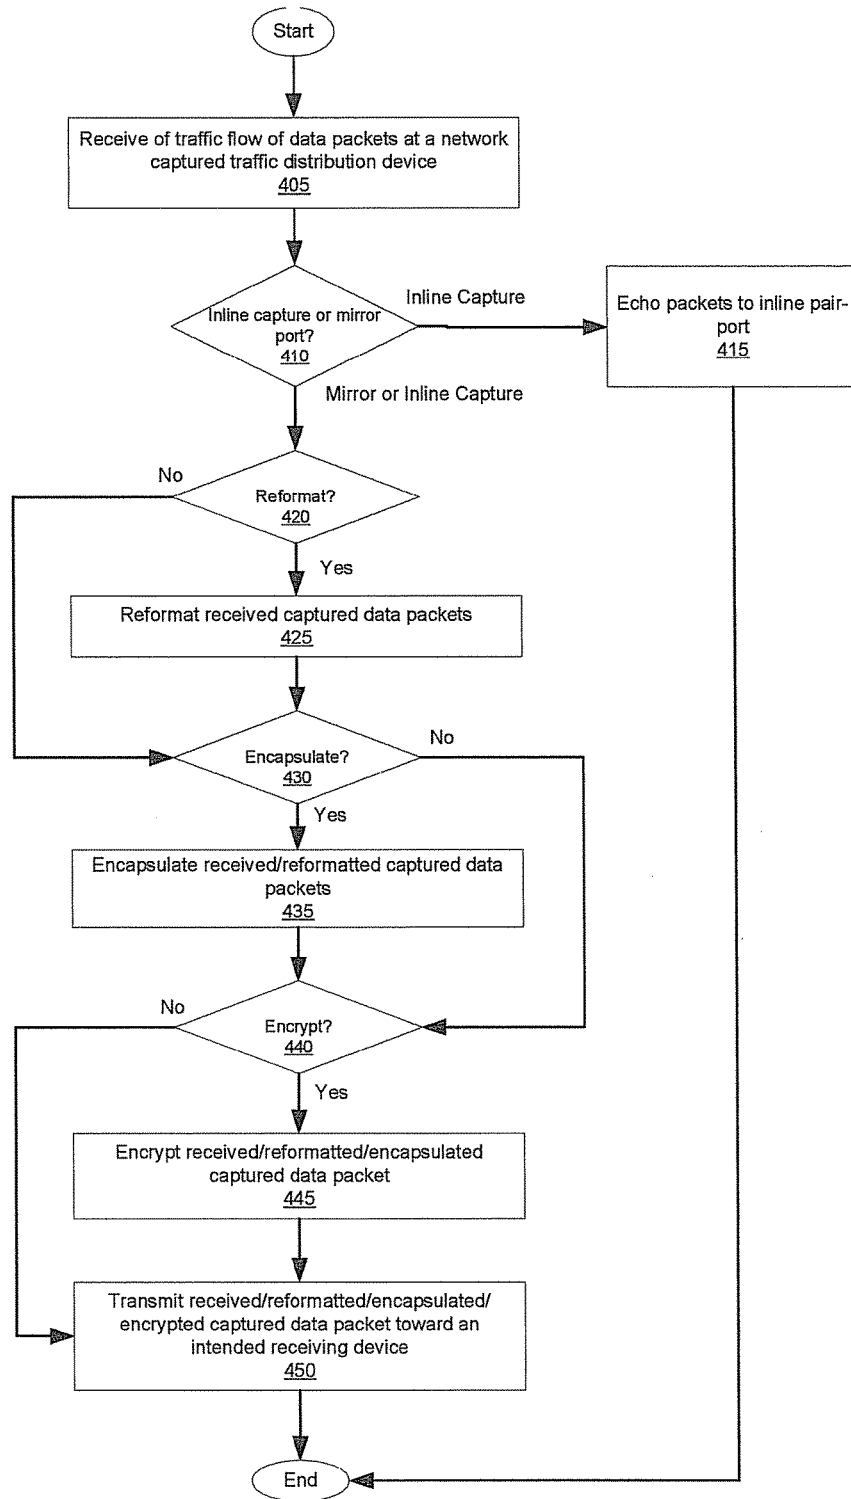 Start
Receive of traffic flow of data packets at a network
captured traffic distribution device
405
Inline capture or mirror
port?
410
Inline Capture
Echo packets to inline pair-
port
415
Mirror or Inline Capture
No
Reformat?
420
Yes
Reformat received captured data packets
425
Encapsulate?
430
No
Yes
Encapsulate received/reformatted captured data
packets
435
No
Encrypt?
440
Yes
Encrypt received/reformatted/encapsulated
captured data packet
445
Transmit received/reformatted/encapsulated/
encrypted captured data packet toward an
intended receiving device
450
End